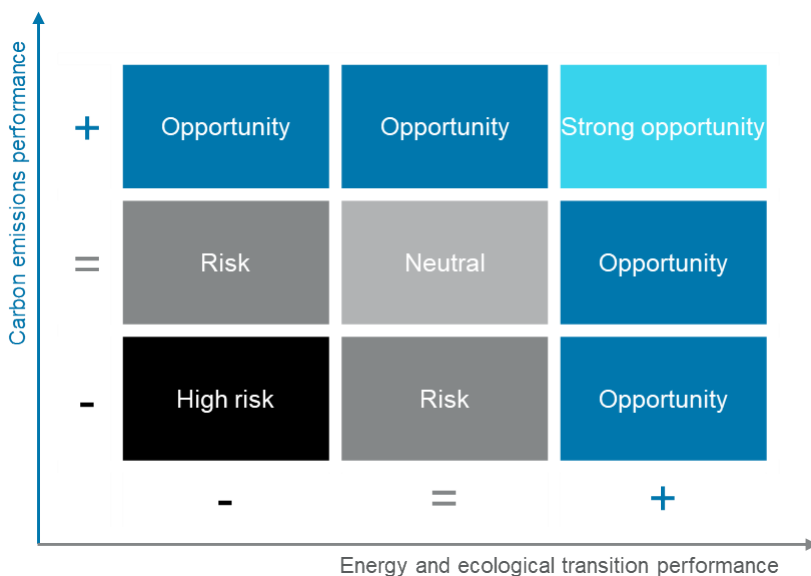 Carbon emissions performance
+
Opportunity
Opportunity
Strong opportunity
=
Risk
Neutral
Opportunity
-
High risk
Risk
Opportunity
-
=
+
Energy and ecological transition performance